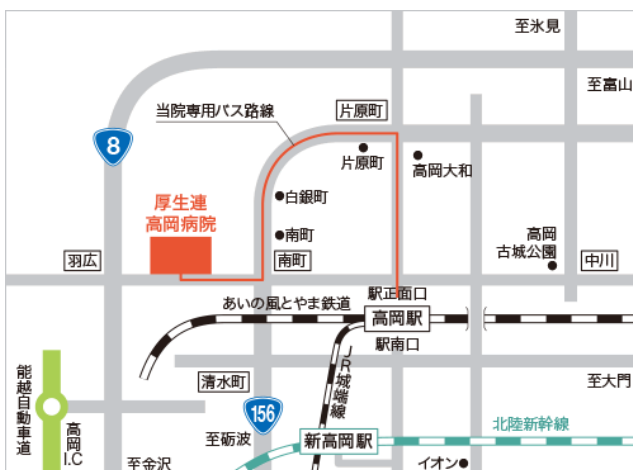 至氷見
至富山
当院専用バス路線
片原町
8
片原町
高岡大和
厚生連
高岡病院
白銀町
南町
高岡
古城公園
羽広
南町
中川
駅正面口
あいの風とやま鉄道
高岡駅
駅南口
JR城端線
清水町
至大門
能越自動車道
高岡I.C
156
至砺波
新高岡駅
北陸新幹線
至金沢
イオン